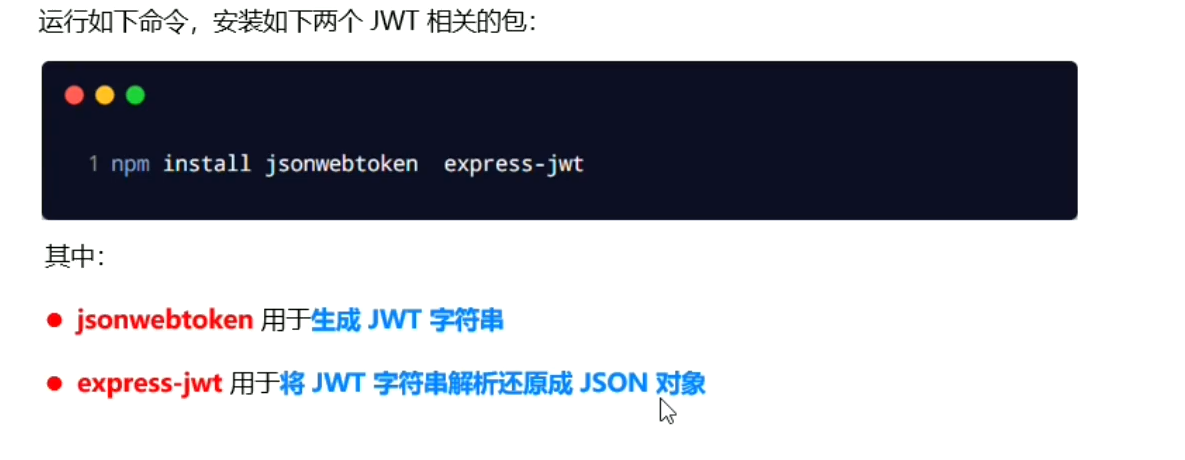 运行如下命令，安装如下两个 JWT 相关的包：
1 npm install jsonwebtoken  express-jwt
其中：
● jsonwebtoken 用于生成 JWT 字符串
● express-jwt 用于将 JWT 字符串解析还原成 JSON 对象